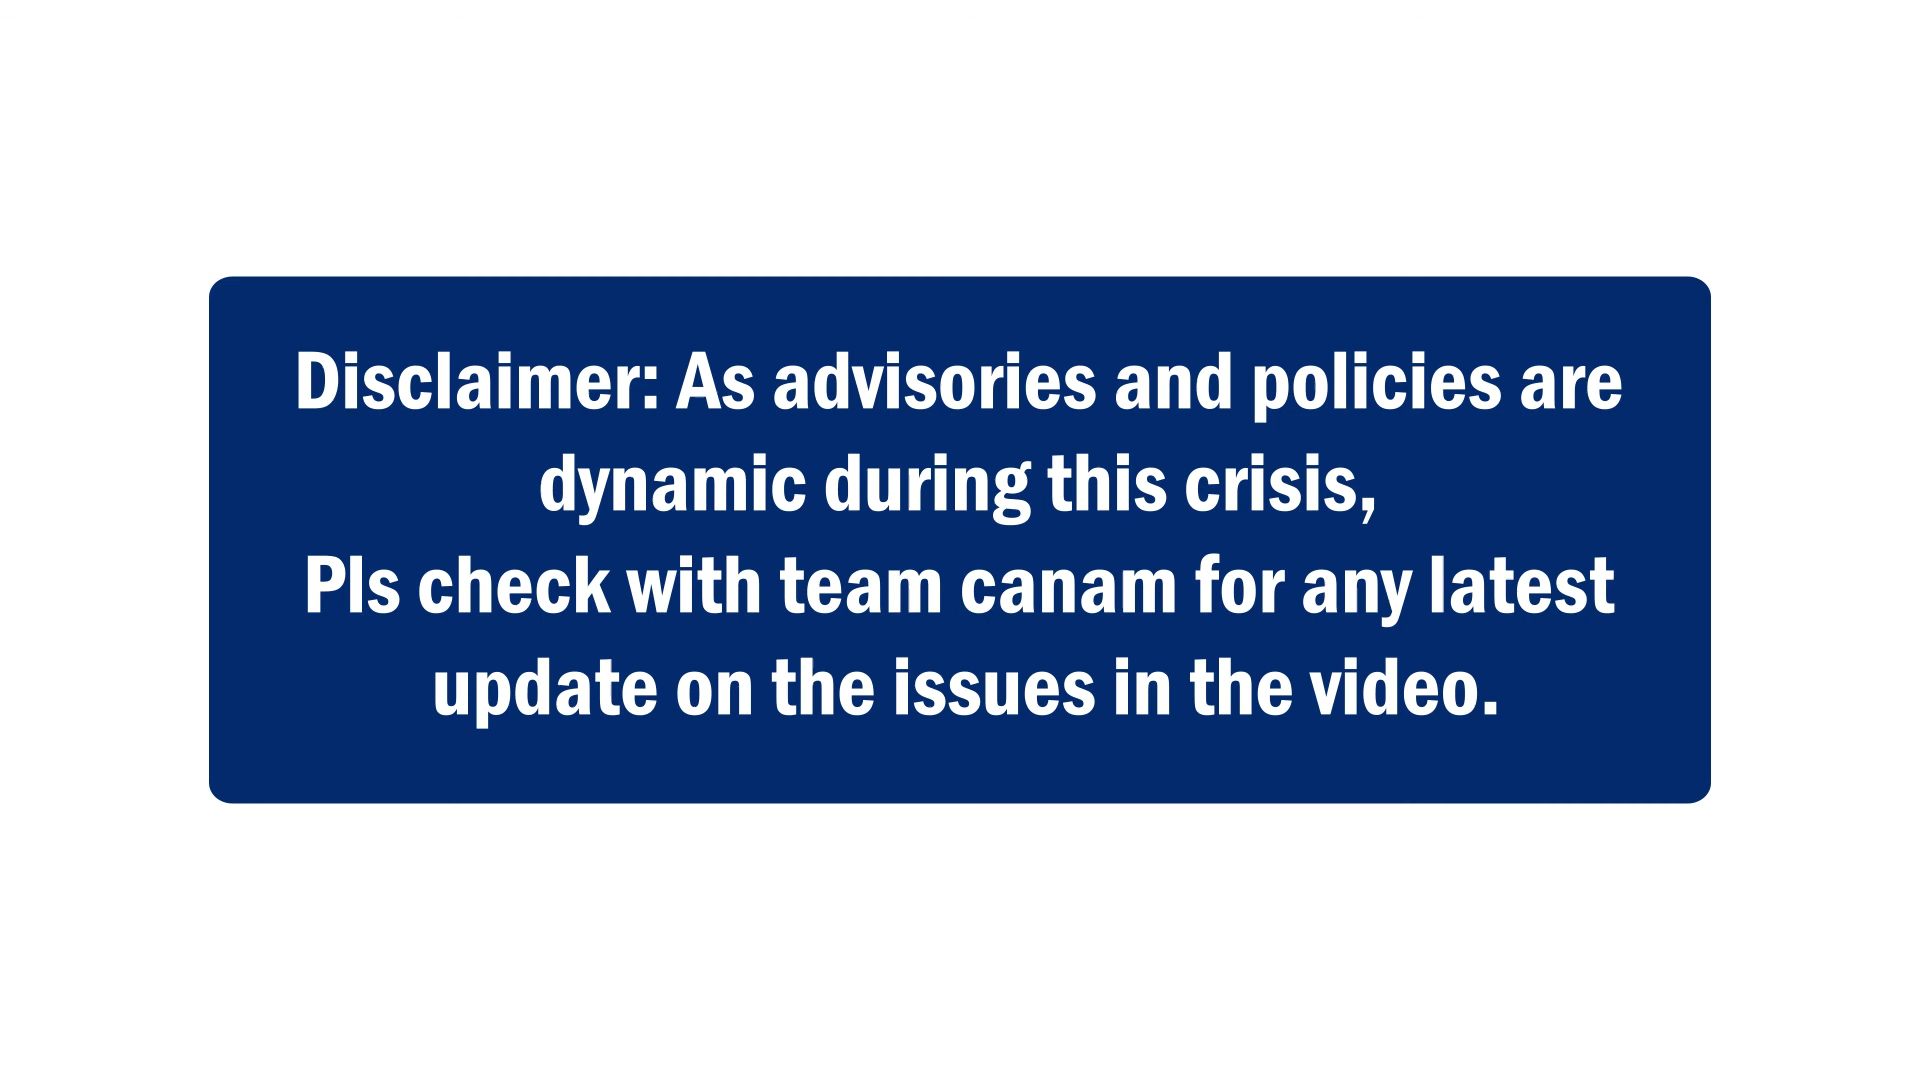 Disclaimer: As advisories and policies are
dynamic during this crisis,
Pls check with team canam for any latest
update on the issues in the video.